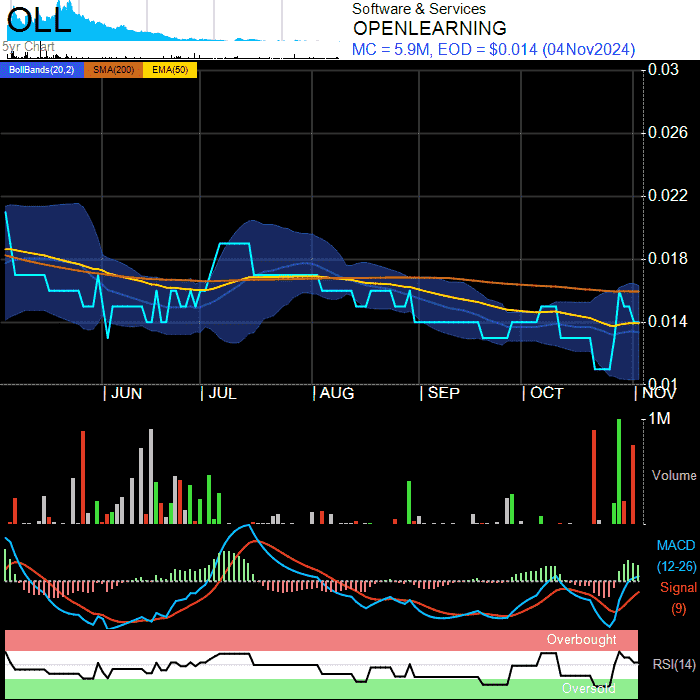 OLL
5yr Chart
Software & Services
OPENLEARNING
MC = 5.9M, EOD = $0.014 (04Nov2024)
BollBands(20,2) SMA(200) EMA(50)
0.03
0.026
0.022
0.018
0.014
0.01
JUN JUL AUG SEP OCT NOV
1M
Volume
MACD
(12-26)
Signal
(9)
Overbought
RSI(14)
Oversold